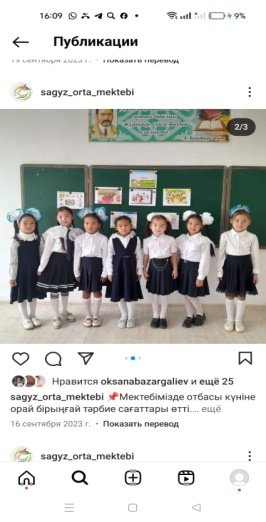 16:09
9%
Публикации
19 сентября 2023 г. • Показать перевод
sagyz_orta_mektebi
2/3
Нравится oksanabazargaliev и ещё 25
sagyz_orta_mektebi 📌Мектебімізде отбасы күніне
орай бірыңғай тәрбие сағаттары өтті.... ещё
16 сентября 2023 г. • Показать перевод
sagyz_orta_mektebi